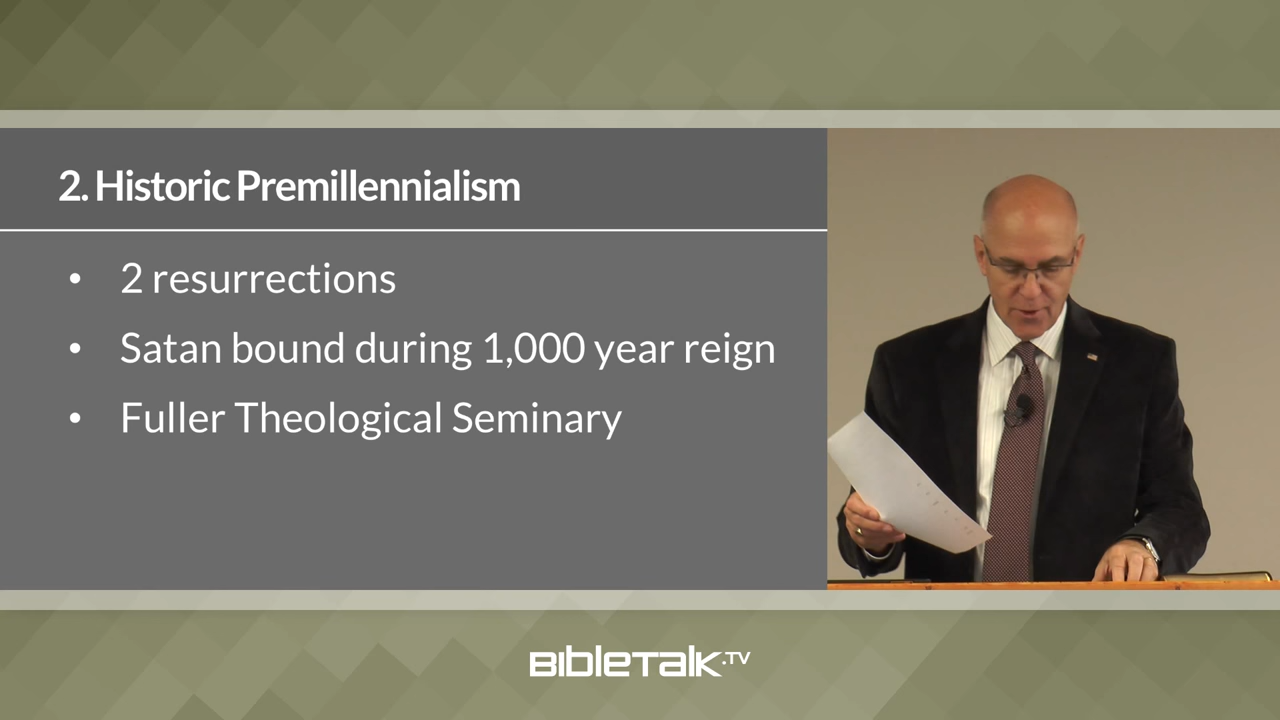 2. Historic Premillennialism
• 2 resurrections
• Satan bound during 1,000 year reign
• Fuller Theological Seminary
BibleTalk.TV